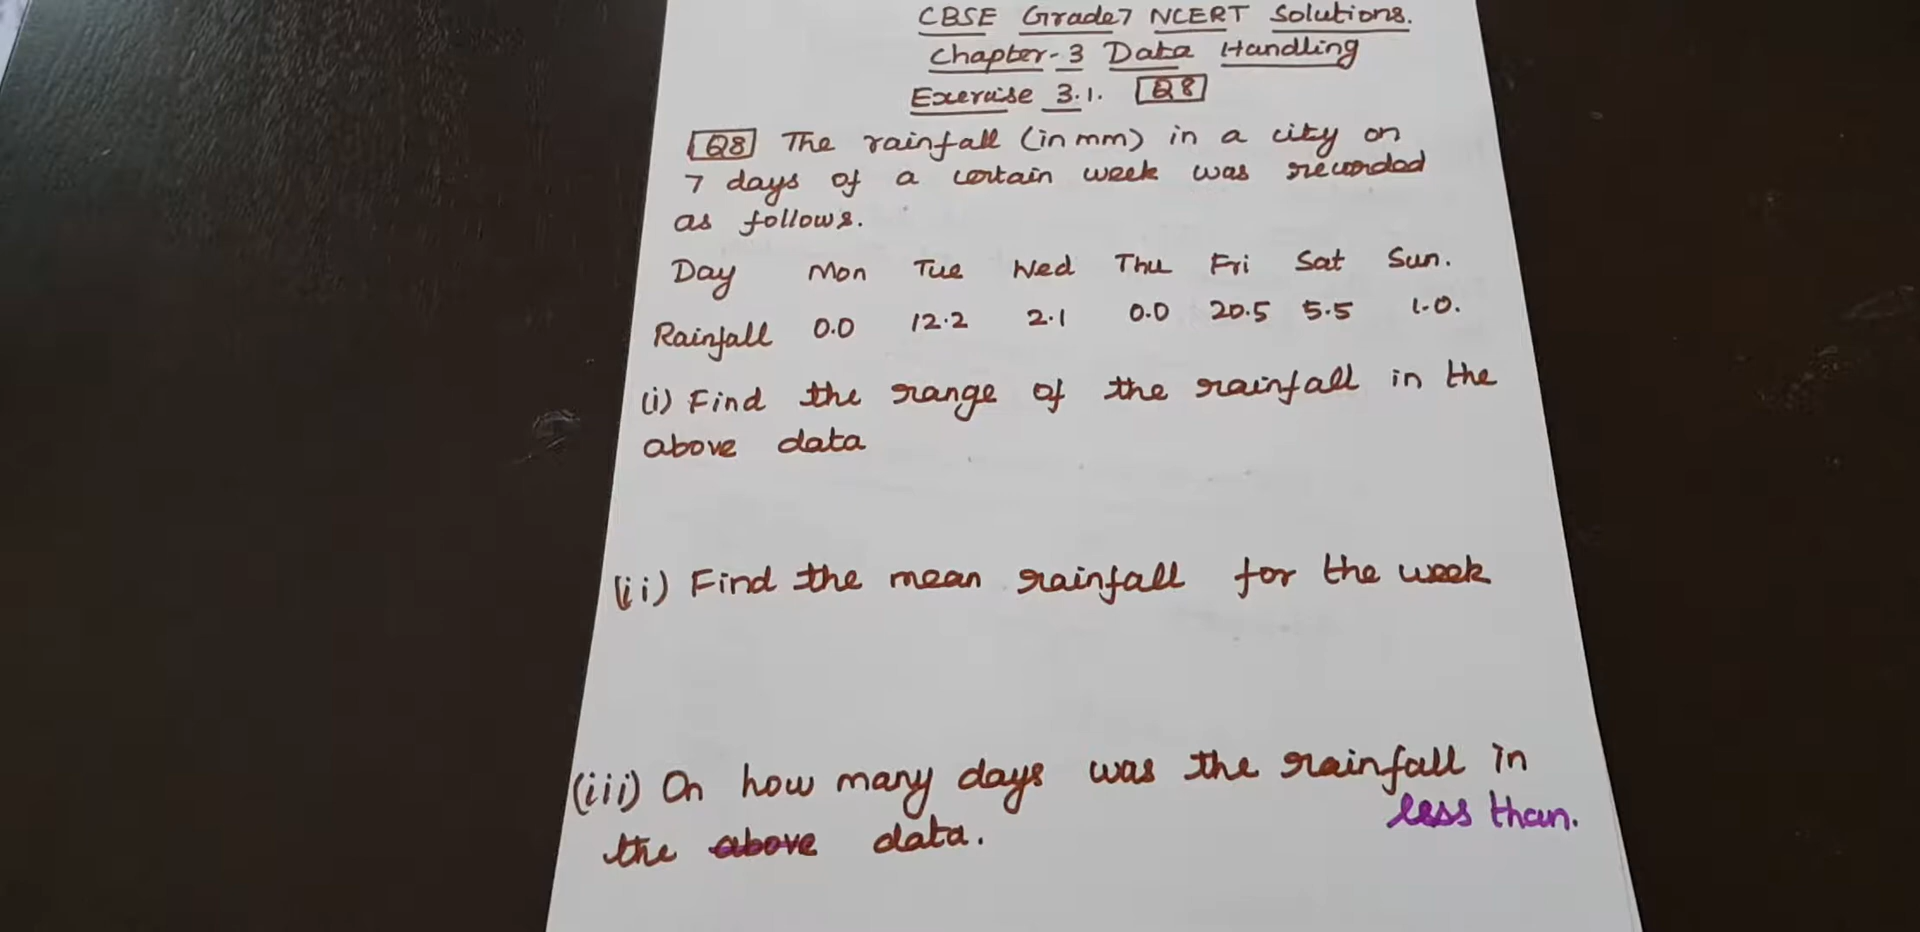 CBSE Grade7 NCERT Solutions.
Chapter-3 Data Handling
Exercise 3.1. Q8
Q8 The rainfall (in mm) in a city on
7 days of a certain week was recorded
as follows.
Day Mon Tue Wed Thu Fri Sat Sun.
Rainfall 0.0 12.2 2.1 0.0 20.5 5.5 1.0.
(i) Find the range of the rainfall in the
above data
(ii) Find the mean rainfall for the week
(iii) On how many days was the rainfall in
less than.
the above data.